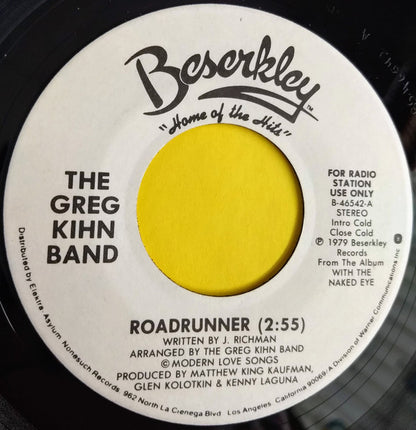 Beserkley™
"Home of the Hits"
THE
GREG
KIHN
BAND
FOR RADIO
STATION
USE ONLY
B-46542-A
STEREO
Intro Cold
Close Cold
℗ 1979 Beserkley
Records
From The Album
WITH THE
NAKED EYE
ROADRUNNER (2:55)
WRITTEN BY J. RICHMAN
ARRANGED BY THE GREG KIHN BAND
© MODERN LOVE SONGS
PRODUCED BY MATTHEW KING KAUFMAN,
GLEN KOLOTKIN & KENNY LAGUNA
Distributed by Elektra Asylum Nonesuch Records 962 North La Cienega Blvd Los Angeles, California 90069 • A Division of Warner Communications Inc